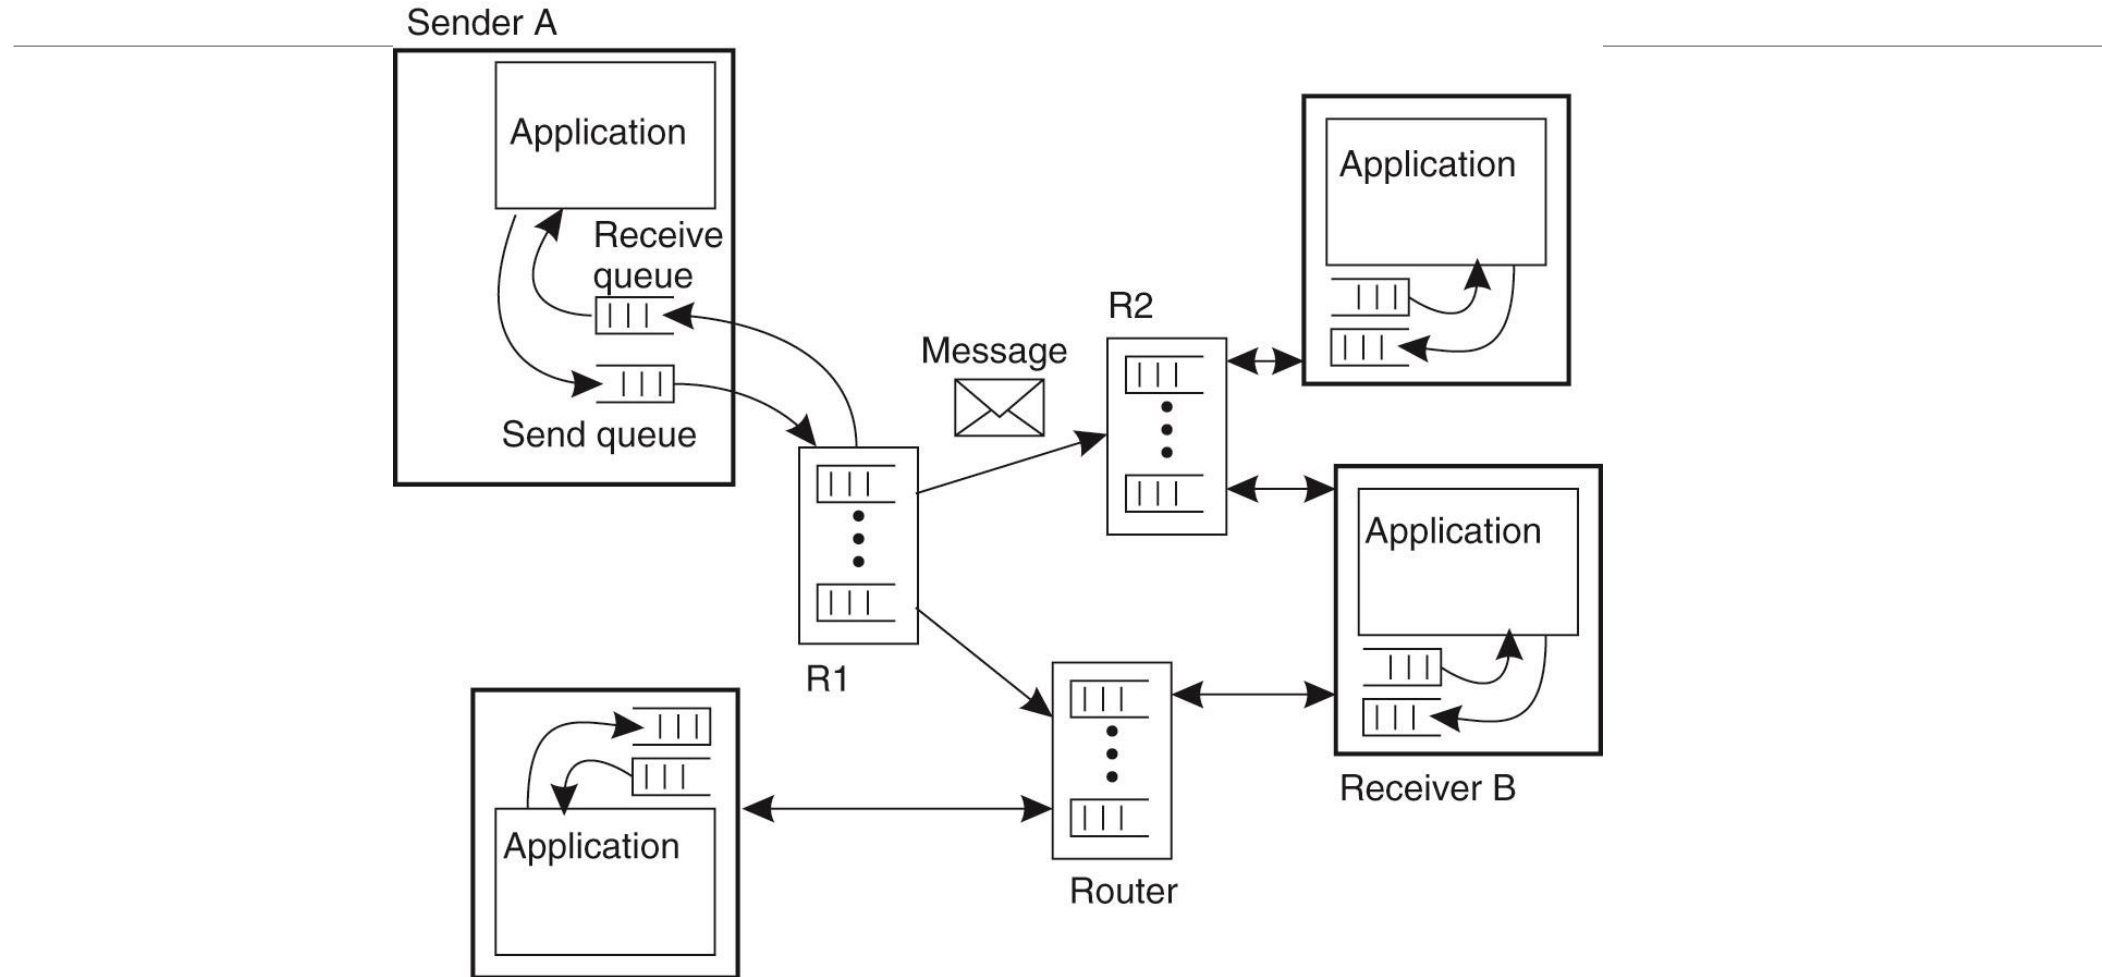 Sender A
Application
Application
Receive
queue
R2
Message
Send queue
Application
R1
Receiver B
Application
Router